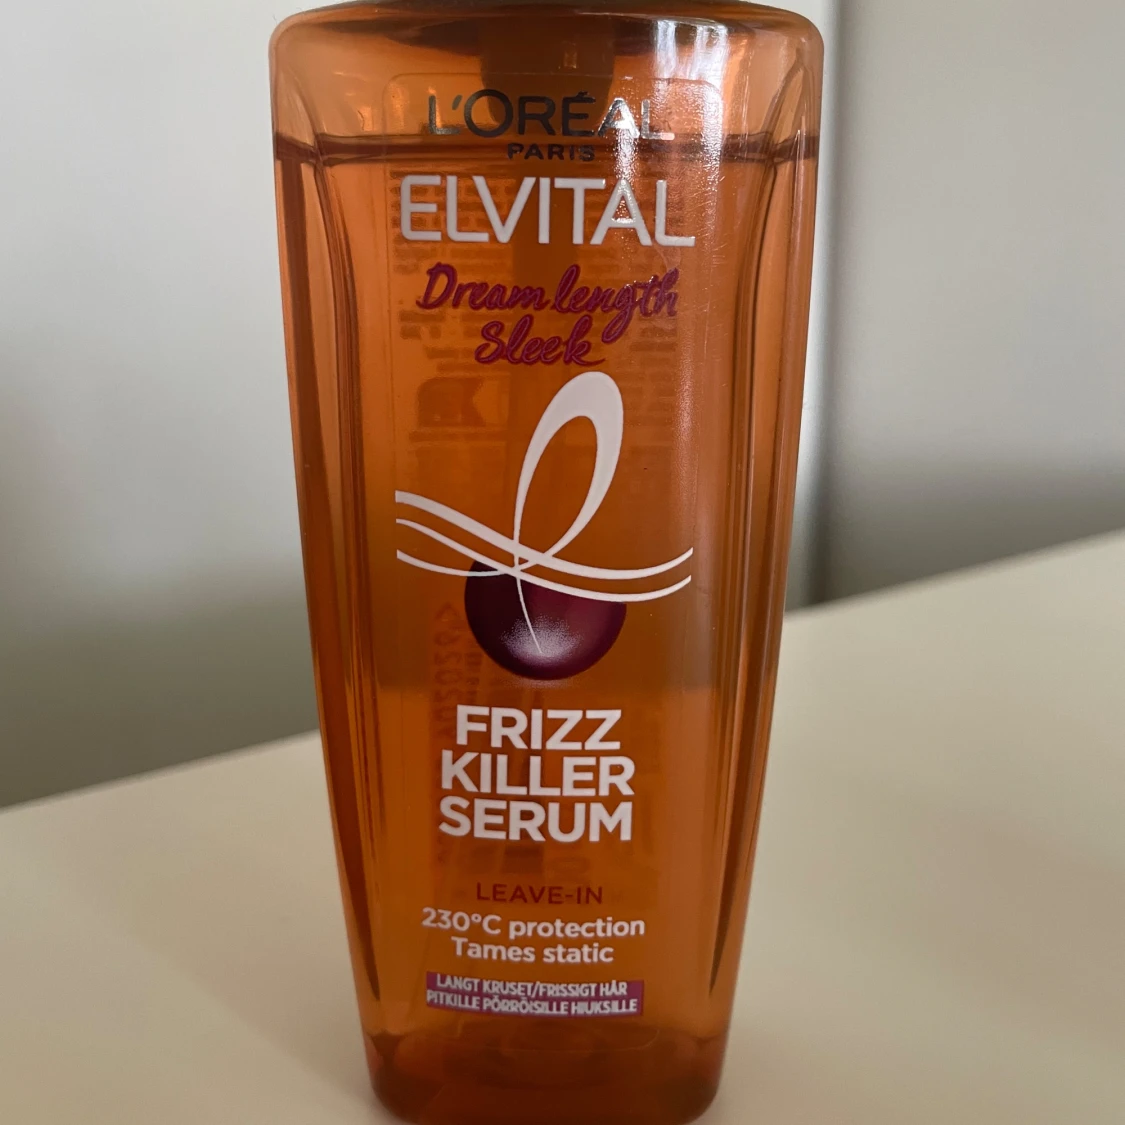 L'ORÉAL
PARIS
ELVITAL
Dream length
Sleek
FRIZZ
KILLER
SERUM
LEAVE-IN
230°C protection
Tames static
LANGT KRUSET/FRISSIGT HÅR
PITKILLE PÖRRÖISILLE HIUKSILLE